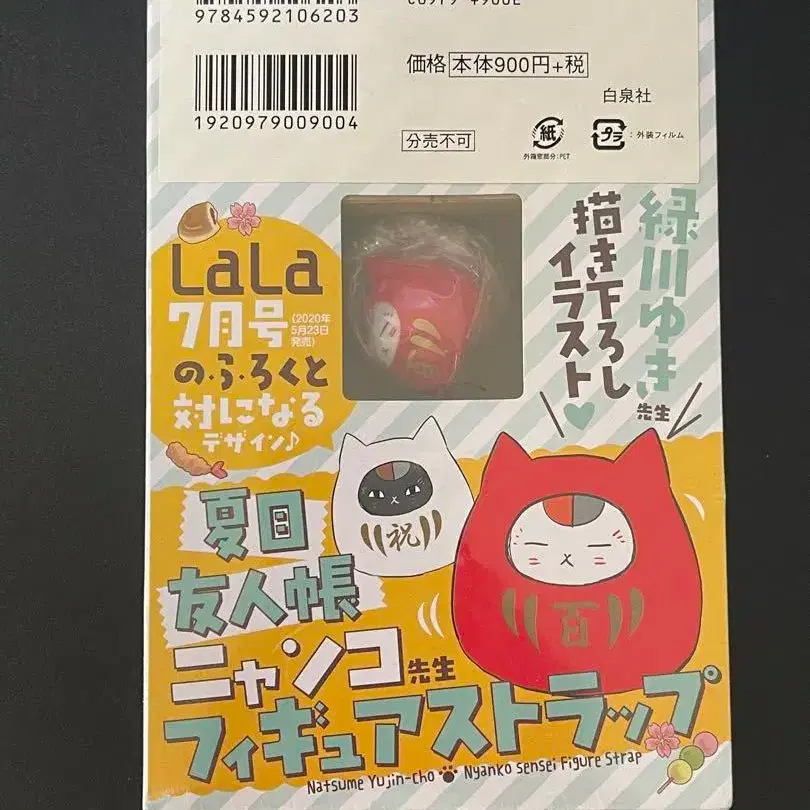 9784592106203
価格 本体900円+税
1920979009004
白泉社
分売不可
紙
外箱窓部分:PET
プラ
:外装フィルム
緑川ゆき先生
描き下ろし
イラスト♥
LaLa
7月号
(2020年
5月23日
発売)
の・ふ・ろ・くと
対になる
デザイン♪
祝
百
夏目
友人帳
ニャンコ先生
フィギュアストラップ
Natsume Yujin-cho Nyanko sensei Figure Strap